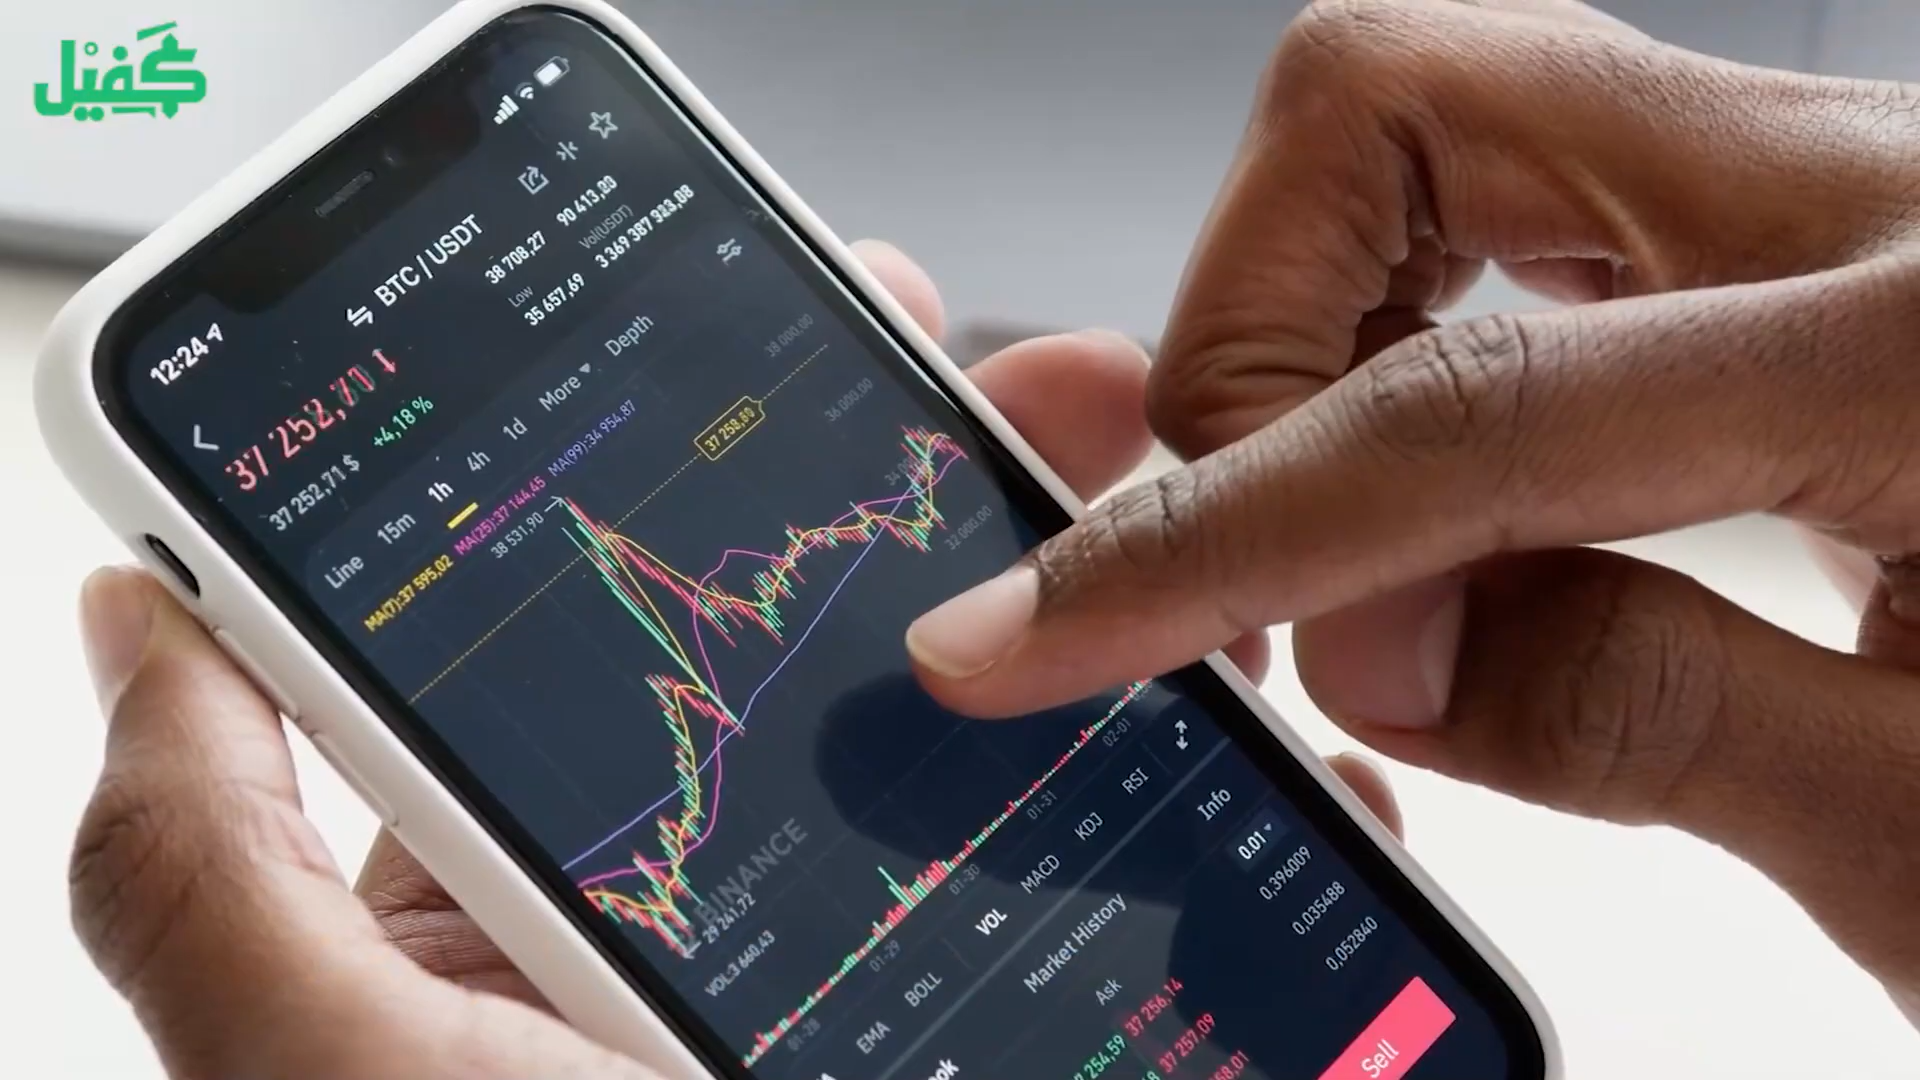 كَفِيْل
12:24
BTC / USDT
37 258,70
37 252,71 $ +4,18 %
38 708,27 90 413,00
Low Vol(USDT)
35 657,69 3 369 387 923,08
Line 15m 1h 4h 1d More Depth
MA(7):37 595,02 MA(25):37 144,45 MA(99):34 954,87
38 531,90
37 258,80
38 000,00
36 000,00
32 000,00
BINANCE
29 241,72
VOL:3 660,43
01-28 01-29 01-30 01-31 02-01
EMA BOLL VOL MACD KDJ RSI
Market History Info
Ask
0.01
37 256,14 0,396009
37 257,09 0,035488
0,052840
Sell